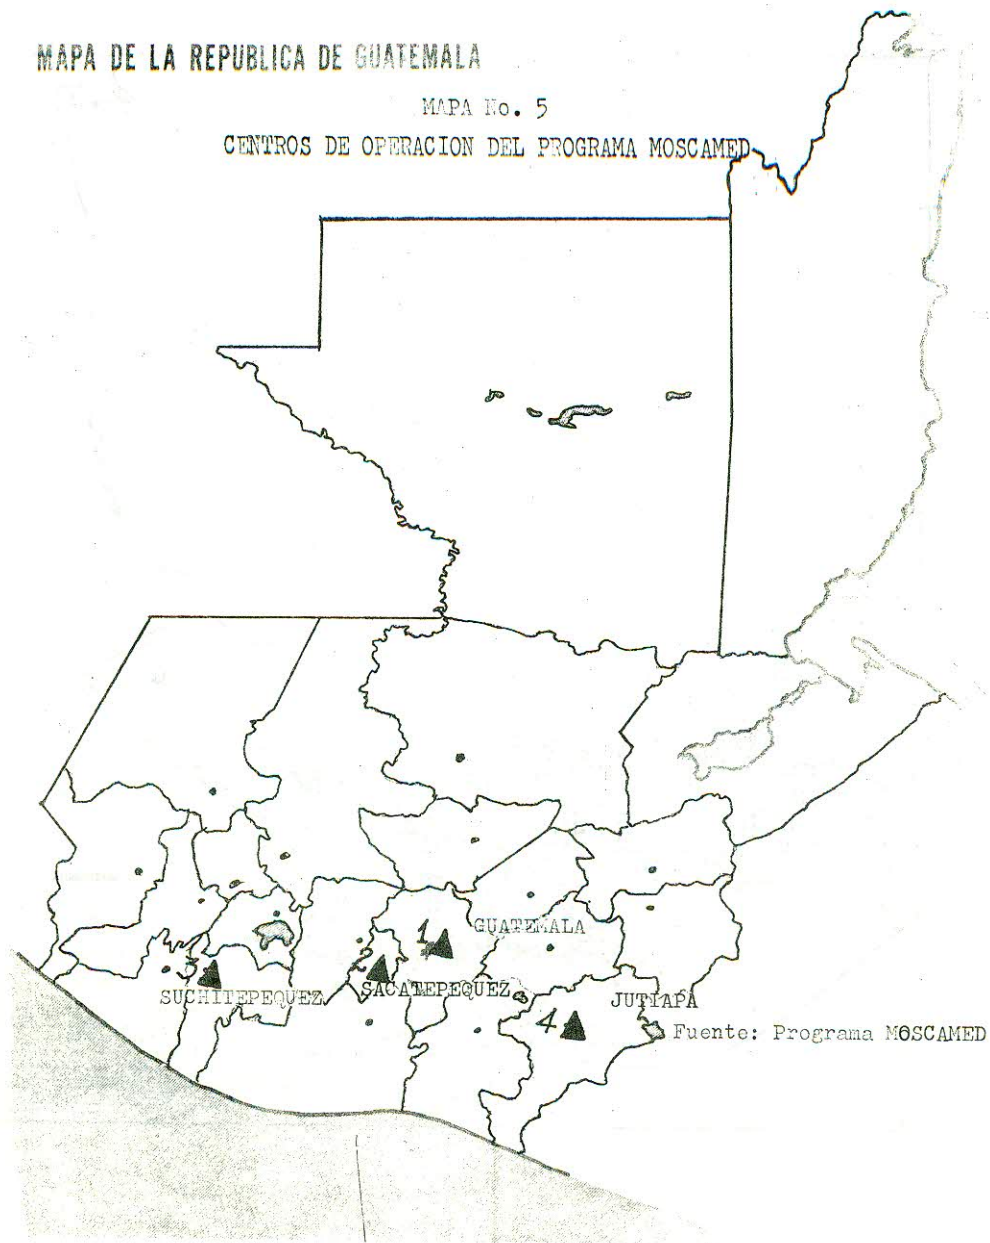 MAPA DE LA REPUBLICA DE GUATEMALA
MAPA No. 5
CENTROS DE OPERACION DEL PROGRAMA MOSCAMED
1
GUATEMALA
2
3
SUCHITEPEQUEZ
SACATEPEQUEZ
JUTIAPA
4
Fuente: Programa MOSCAMED